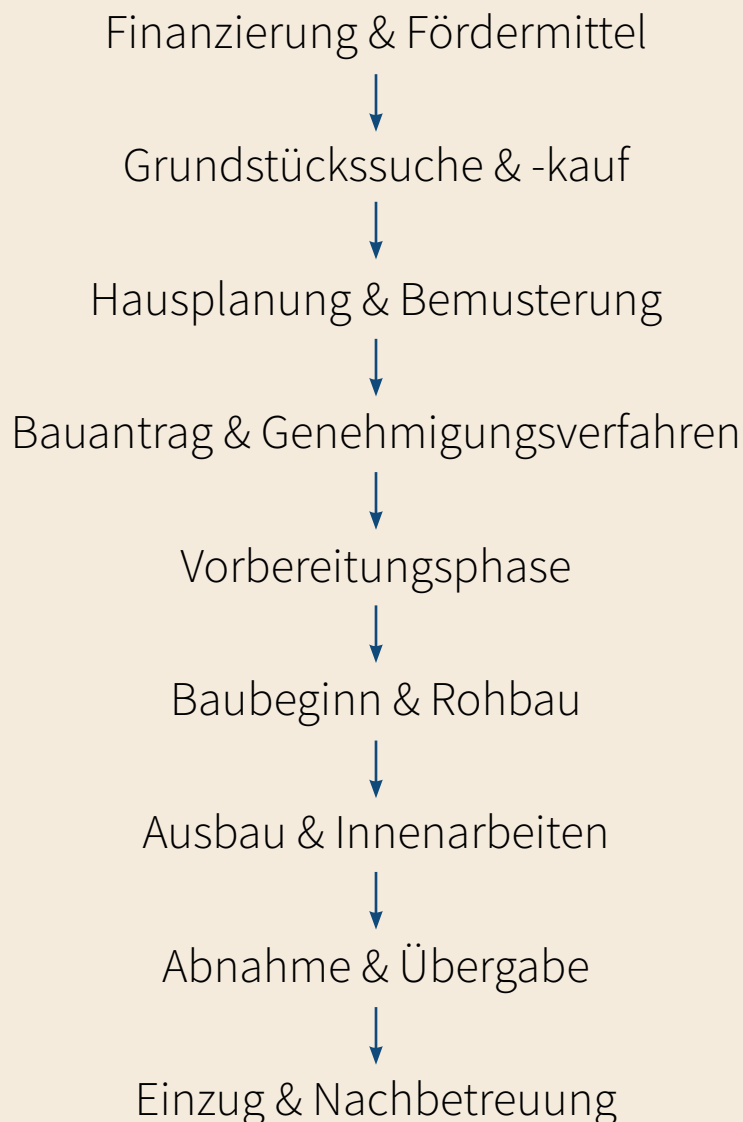 Finanzierung & Fördermittel
Grundstückssuche & -kauf
Hausplanung & Bemusterung
Bauantrag & Genehmigungsverfahren
Vorbereitungsphase
Baubeginn & Rohbau
Ausbau & Innenarbeiten
Abnahme & Übergabe
Einzug & Nachbetreuung